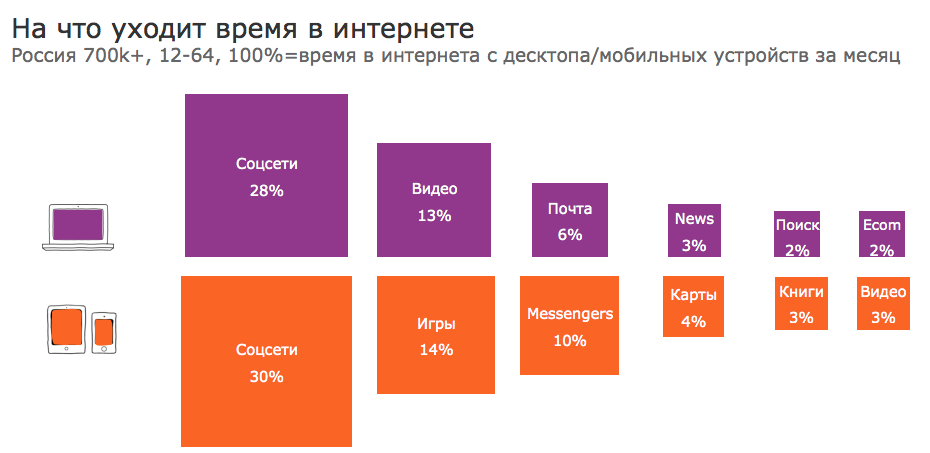 На что уходит время в интернете
Россия 700k+, 12-64, 100%=время в интернета с десктопа/мобильных устройств за месяц
Соцсети
28%
Видео
13%
Почта
6%
News
3%
Поиск
2%
Ecom
2%
Соцсети
30%
Игры
14%
Messengers
10%
Карты
4%
Книги
3%
Видео
3%